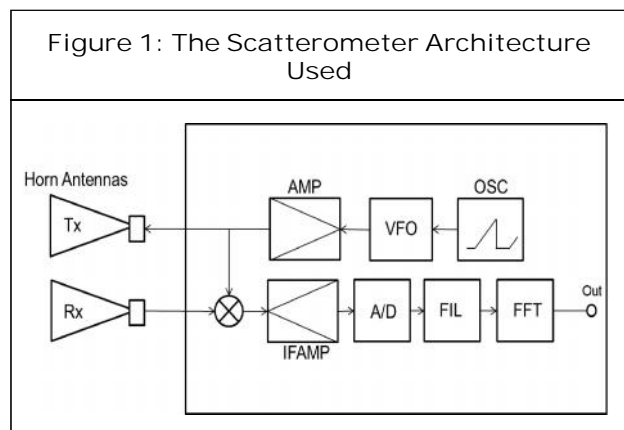 Figure 1: The Scatterometer Architecture
Used
Horn Antennas
AMP
OSC
Tx
VFO
Rx
A/D
FIL
FFT
Out
IFAMP